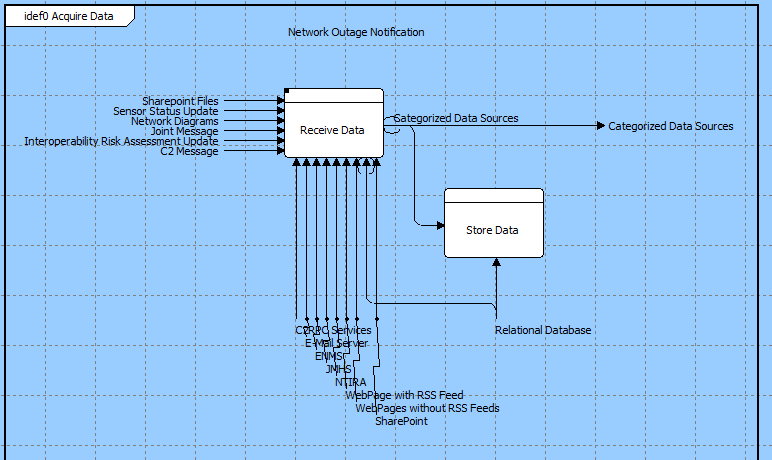 idef0 Acquire Data
Network Outage Notification
Sharepoint Files
Sensor Status Update
Network Diagrams
Joint Message
Interoperability Risk Assessment Update
C2 Message
Receive Data
Categorized Data Sources
Categorized Data Sources
Store Data
C2RPC Services
E-Mail Server
ENMS
JMHS
NTIRA
WebPage with RSS Feed
WebPages without RSS Feeds
SharePoint
Relational Database